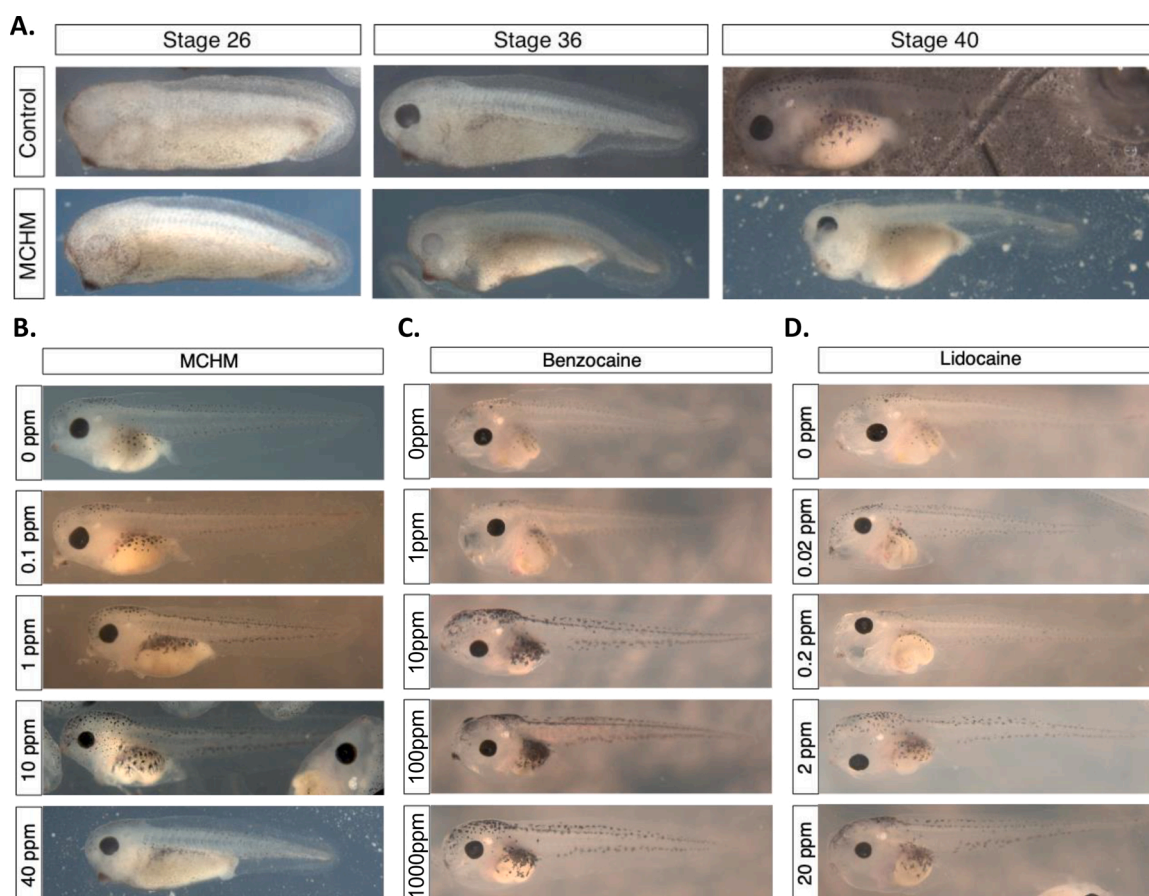 A.
Stage 26
Stage 36
Stage 40
Control
MCHM
B.
MCHM
0 ppm
0.1 ppm
1 ppm
10 ppm
40 ppm
C.
Benzocaine
0ppm
1ppm
10ppm
100ppm
1000ppm
D.
Lidocaine
0 ppm
0.02 ppm
0.2 ppm
2 ppm
20 ppm